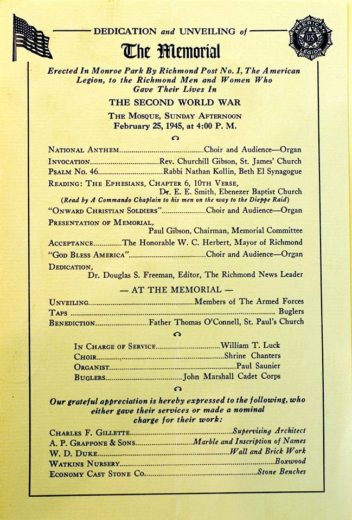 DEDICATION and UNVEILING of
The Memorial
Erected In Monroe Park By Richmond Post No. 1, The American
Legion, to the Richmond Men and Women Who
Gave Their Lives In
THE SECOND WORLD WAR
The Mosque, Sunday Afternoon
February 25, 1945, at 4:00 P. M.
National Anthem........Choir and Audience—Organ
Invocation........Rev. Churchill Gibson, St. James' Church
Psalm No. 46........Rabbi Nathan Kollin, Beth El Synagogue
Reading: The Ephesians, Chapter 6, 10th Verse,
Dr. E. E. Smith, Ebenezer Baptist Church
(Read by A Commando Chaplain to his men on the way to the Dieppe Raid)
"Onward Christian Soldiers"........Choir and Audience—Organ
Presentation of Memorial,
Paul Gibson, Chairman, Memorial Committee
Acceptance........The Honorable W. C. Herbert, Mayor of Richmond
"God Bless America"........Choir and Audience—Organ
Dedication,
Dr. Douglas S. Freeman, Editor, The Richmond News Leader
— AT THE MEMORIAL —
Unveiling........Members of The Armed Forces
Taps........Buglers
Benediction........Father Thomas O'Connell, St. Paul's Church
In Charge of Service........William T. Luck
Choir........Shrine Chanters
Organist........Paul Saunier
Buglers........John Marshall Cadet Corps
Our grateful appreciation is hereby expressed to the following, who
either gave their services or made a nominal
charge for their work:
Charles F. Gillette........Supervising Architect
A. P. Grappone & Sons........Marble and Inscription of Names
W. D. Duke........Wall and Brick Work
Watkins Nursery........Boxwood
Economy Cast Stone Co.........Stone Benches